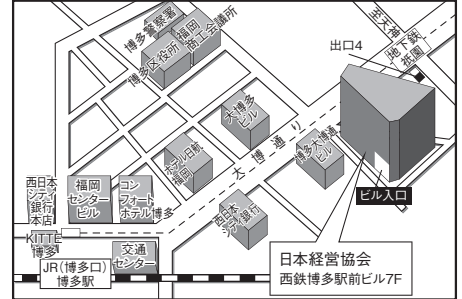 博多警察署
博多区役所
福岡
商工会議所
出口4
至天神
地下鉄
祇園
大博多
ビル
大博通り
ホテル日航
福岡
博多大博通
ビル
西日本
シティ銀行
ビル入口
西日本
シティ
銀行
本店
福岡
センター
ビル
コン
フォート
ホテル博多
KITTE
博多
交通
センター
JR(博多口)
博多駅
日本経営協会
西鉄博多駅前ビル7F